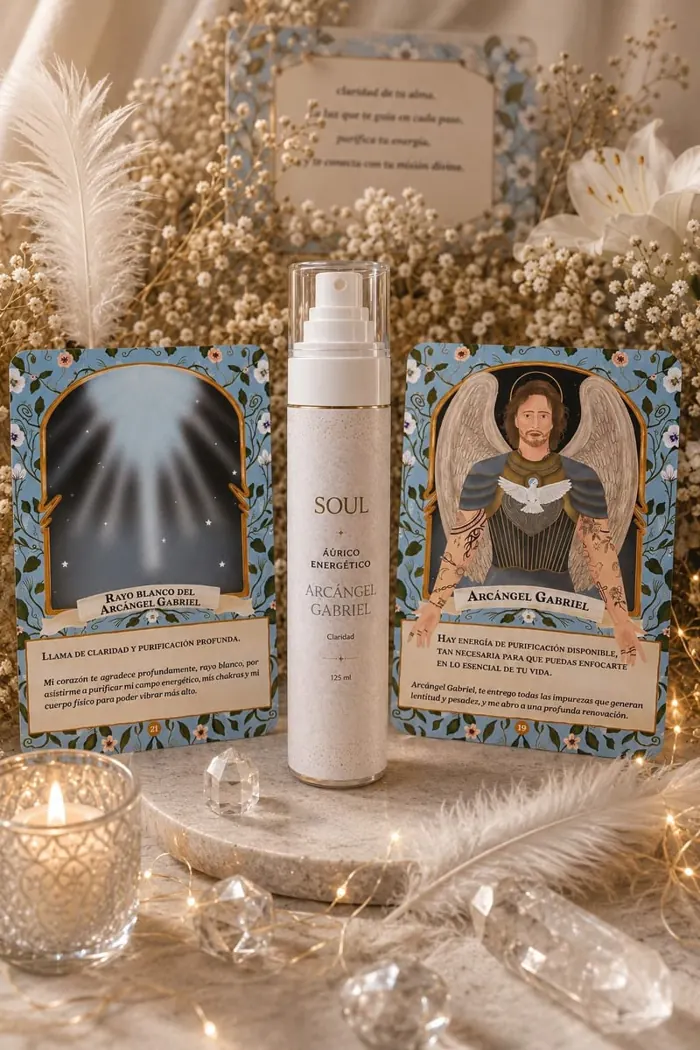 claridad de tu alma,
luz que te guía en cada paso,
purifica tu energía,
y te conecta con tu misión divina.
RAYO BLANCO DEL
ARCÁNGEL GABRIEL
LLAMA DE CLARIDAD Y PURIFICACIÓN PROFUNDA.
Mi corazón te agradece profundamente, rayo blanco, por
asistirme a purificar mi campo energético, mis chakras y mi
cuerpo físico para poder vibrar más alto.
21
SOUL
ÁURICO
ENERGÉTICO
ARCÁNGEL
GABRIEL
Claridad
125 ml
ARCÁNGEL GABRIEL
HAY ENERGÍA DE PURIFICACIÓN DISPONIBLE,
TAN NECESARIA PARA QUE PUEDAS ENFOCARTE
EN LO ESENCIAL DE TU VIDA.
Arcángel Gabriel, te entrego todas las impurezas que generan
lentitud y pesadez, y me abro a una profunda renovación.
19